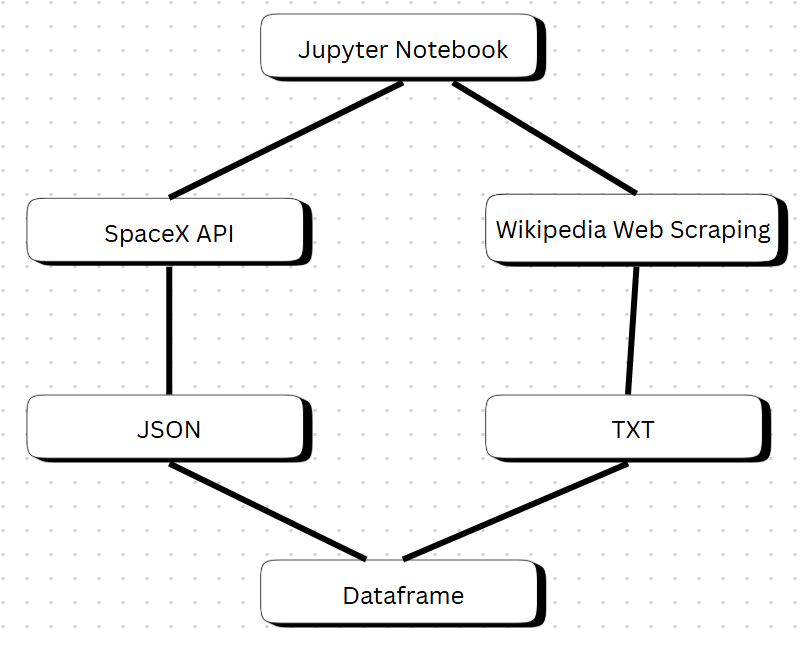 Jupyter Notebook
SpaceX API
Wikipedia Web Scraping
JSON
TXT
Dataframe